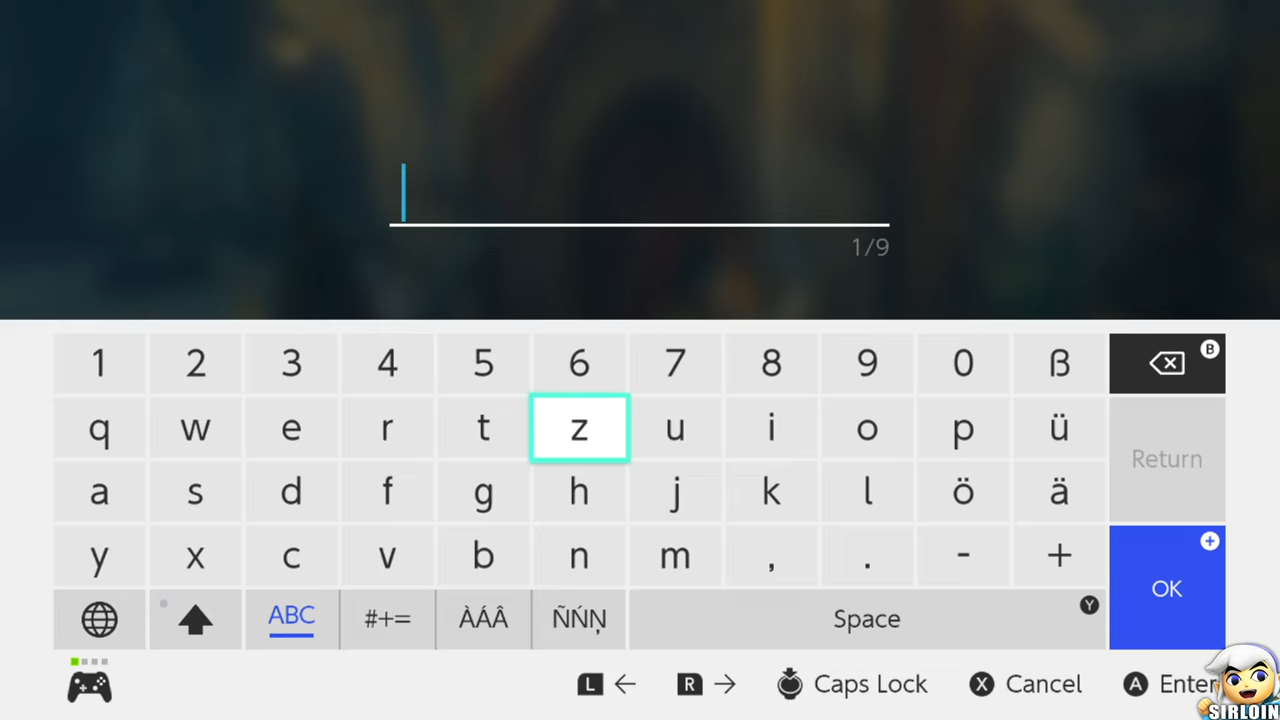 1/9
1 2 3 4 5 6 7 8 9 0 ß B
q w e r t z u i o p ü
Return
a s d f g h j k l ö ä
y x c v b n m , . - + +
OK
ABC #+= ÀÁÂ ÑŃŅ Space Y
L ← R → Caps Lock X Cancel A Enter
SIRLOIN